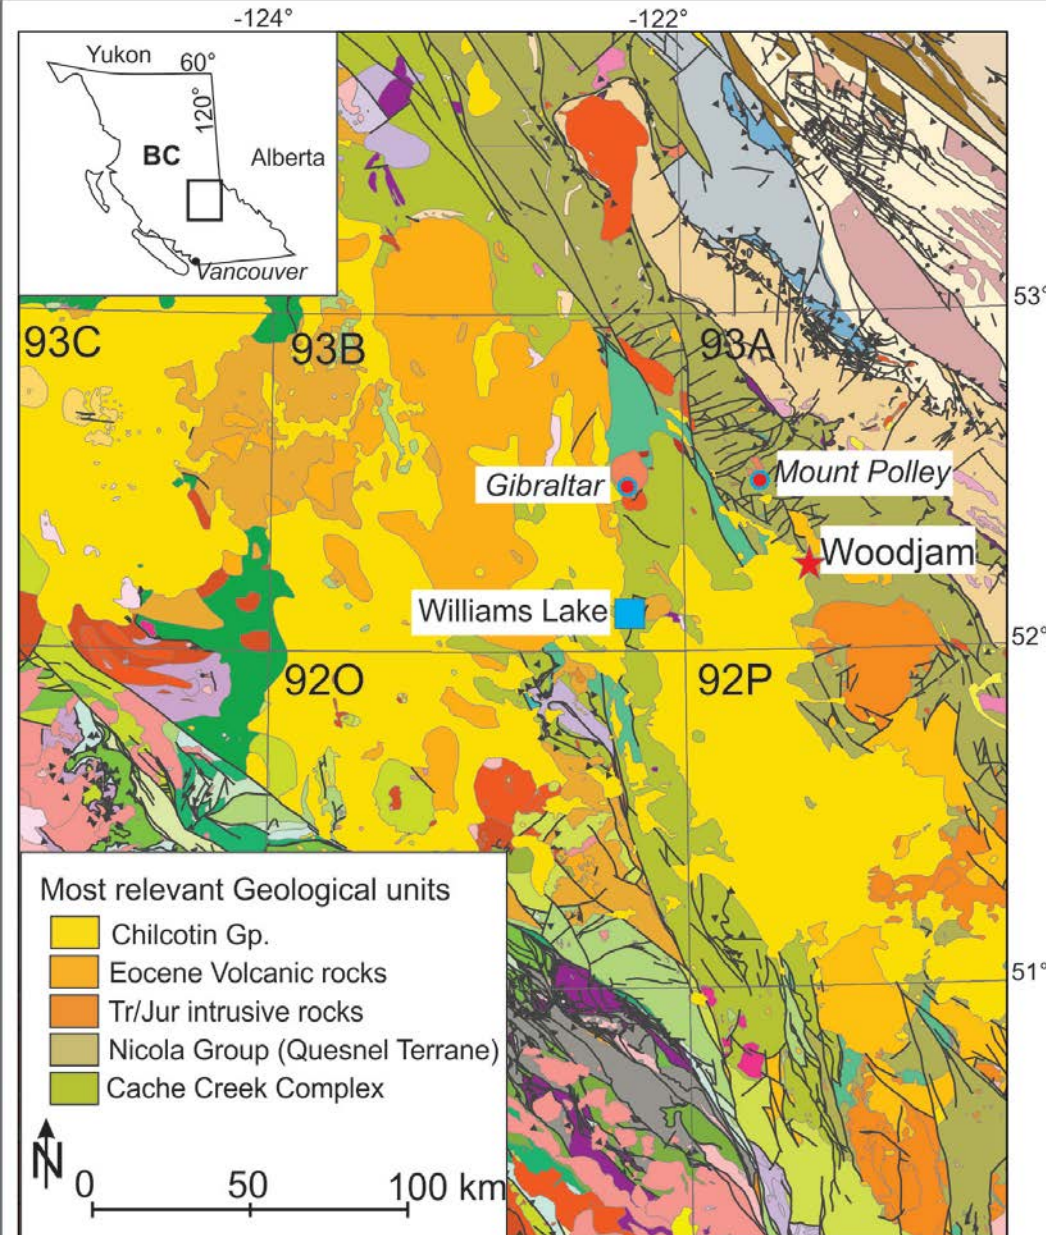 -124°
-122°
Yukon
60°
120°
BC
Alberta
Vancouver
53°
93C
93B
93A
Gibraltar
Mount Polley
Woodjam
Williams Lake
52°
92O
92P
Most relevant Geological units
Chilcotin Gp.
Eocene Volcanic rocks
Tr/Jur intrusive rocks
Nicola Group (Quesnel Terrane)
Cache Creek Complex
51°
N
0 50 100 km